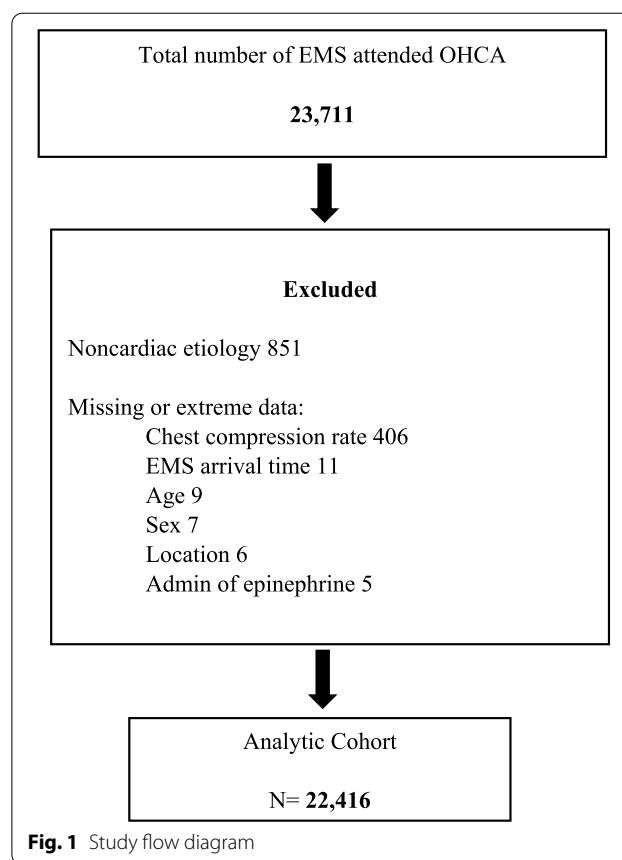 Total number of EMS attended OHCA
23,711
Excluded
Noncardiac etiology 851
Missing or extreme data:
Chest compression rate 406
EMS arrival time 11
Age 9
Sex 7
Location 6
Admin of epinephrine 5
Analytic Cohort
N= 22,416
Fig. 1 Study flow diagram